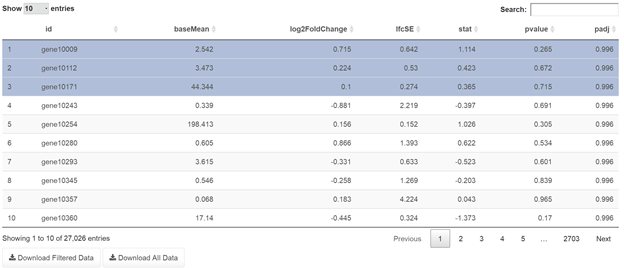 Show 10 entries Search:
id baseMean log2FoldChange lfcSE stat pvalue padj
1 gene10009 2.542 0.715 0.642 1.114 0.265 0.996
2 gene10112 3.473 0.224 0.53 0.423 0.672 0.996
3 gene10171 44.344 0.1 0.274 0.365 0.715 0.996
4 gene10243 0.339 -0.881 2.219 -0.397 0.691 0.996
5 gene10254 198.413 0.156 0.152 1.026 0.305 0.996
6 gene10280 0.605 0.866 1.393 0.622 0.534 0.996
7 gene10293 3.615 -0.331 0.633 -0.523 0.601 0.996
8 gene10345 0.546 -0.258 1.269 -0.203 0.839 0.996
9 gene10357 0.068 0.183 4.224 0.043 0.965 0.996
10 gene10360 17.14 -0.445 0.324 -1.373 0.17 0.996
Showing 1 to 10 of 27,026 entries Previous 1 2 3 4 5 … 2703 Next
Download Filtered Data Download All Data